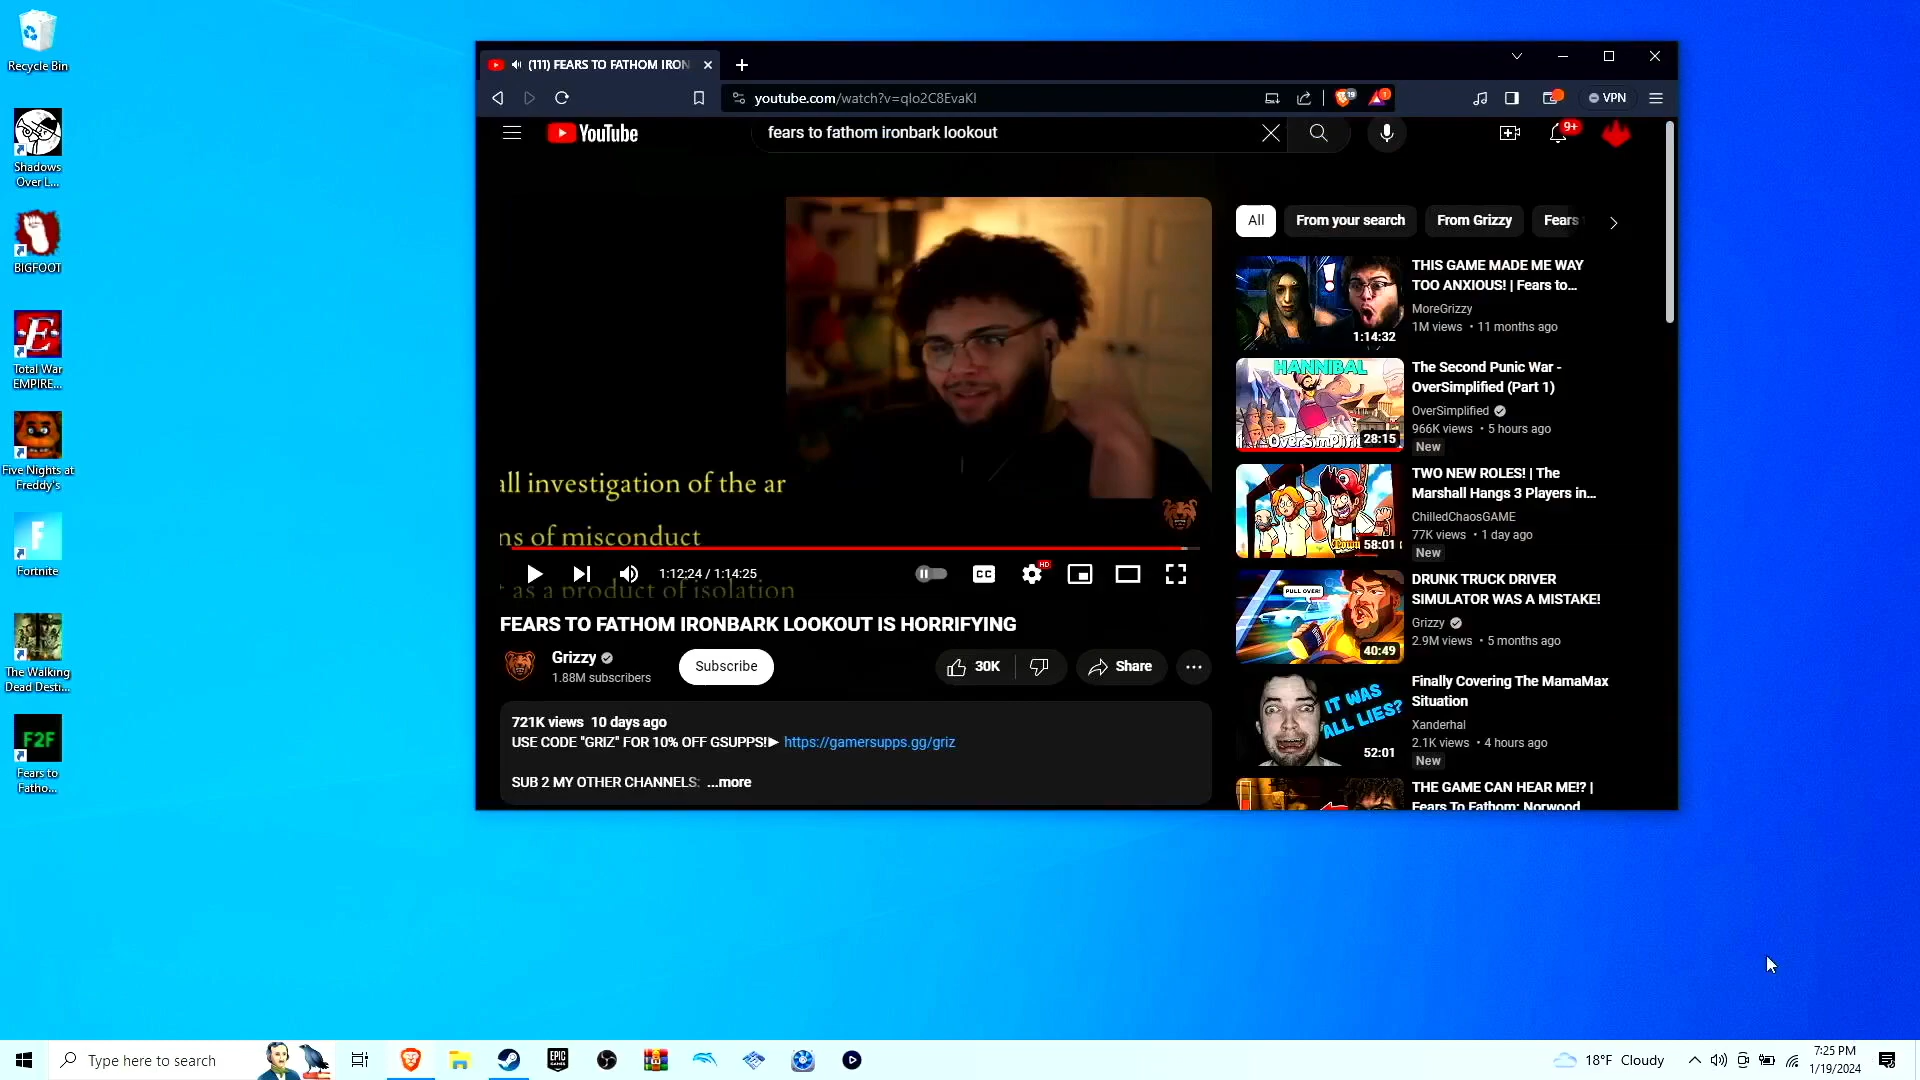 Recycle Bin
Shadows
Over L...
BIGFOOT
Total War
EMPIRE...
Five Nights at
Freddy's
Fortnite
The Walking
Dead Desti...
F2F
Fears to
Fatho...
(111) FEARS TO FATHOM IRON
youtube.com/watch?v=qIo2C8EvaKI
19
1
VPN
YouTube
fears to fathom ironbark lookout
9+
all investigation of the ar
ns of misconduct
t as a product of isolation
1:12:24 / 1:14:25
CC
HD
FEARS TO FATHOM IRONBARK LOOKOUT IS HORRIFYING
Grizzy
1.88M subscribers
Subscribe
30K
Share
721K views 10 days ago
USE CODE "GRIZ" FOR 10% OFF GSUPPS!▶ https://gamersupps.gg/griz
SUB 2 MY OTHER CHANNELS: ...more
All
From your search
From Grizzy
Fears
1:14:32
THIS GAME MADE ME WAY
TOO ANXIOUS! | Fears to...
MoreGrizzy
1M views • 11 months ago
HANNIBAL
OverSimplifi
28:15
The Second Punic War -
OverSimplified (Part 1)
OverSimplified
966K views • 5 hours ago
New
58:01
TWO NEW ROLES! | The
Marshall Hangs 3 Players in...
ChilledChaosGAME
77K views • 1 day ago
New
PULL OVER!
40:49
DRUNK TRUCK DRIVER
SIMULATOR WAS A MISTAKE!
Grizzy
2.9M views • 5 months ago
IT WAS
ALL LIES?
52:01
Finally Covering The MamaMax
Situation
Xanderhal
2.1K views • 4 hours ago
New
THE GAME CAN HEAR ME!? |
Fears To Fathom: Norwood
Type here to search
EPIC
GAMES
18°F Cloudy
7:25 PM
1/19/2024